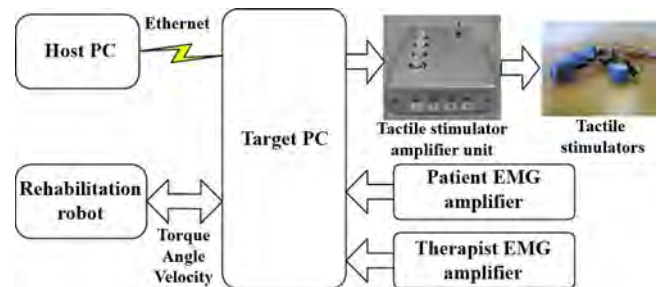 Ethernet
Host PC
Target PC
Tactile stimulator
amplifier unit
Tactile
stimulators
Rehabilitation
robot
Torque
Angle
Velocity
Patient EMG
amplifier
Therapist EMG
amplifier